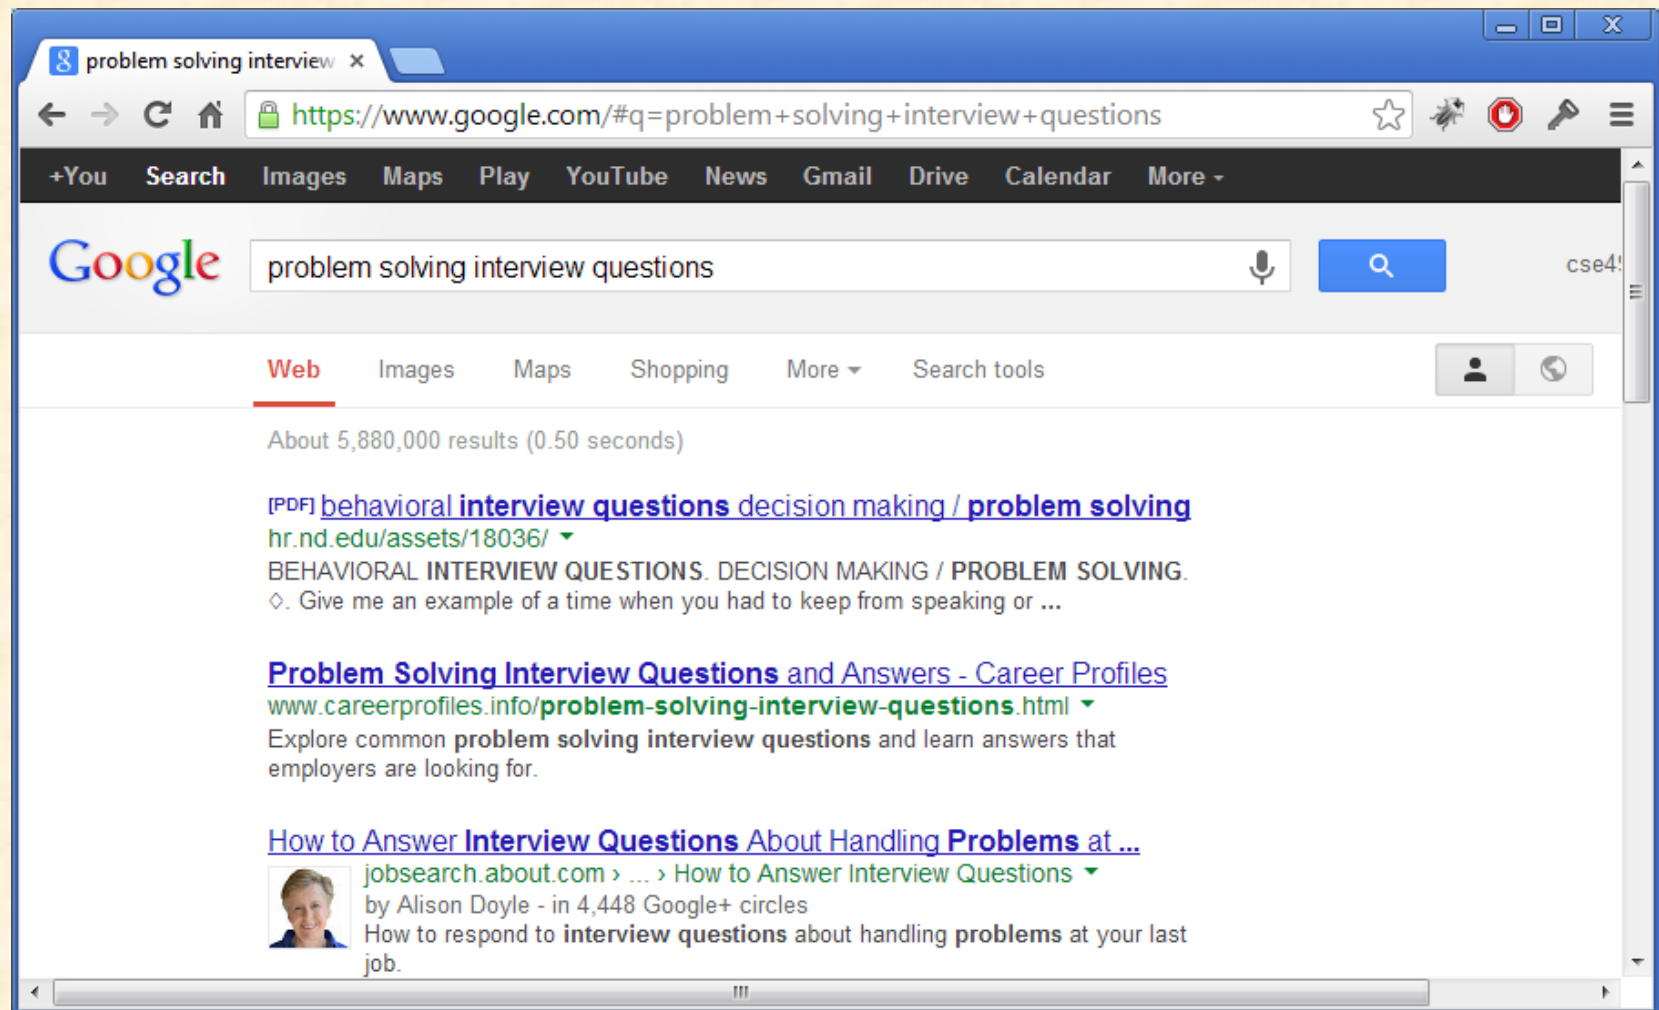 problem solving interview
https://www.google.com/#q=problem+solving+interview+questions
+You Search Images Maps Play YouTube News Gmail Drive Calendar More
Google problem solving interview questions cse4
Web Images Maps Shopping More Search tools
About 5,880,000 results (0.50 seconds)
[PDF] behavioral interview questions decision making / problem solving
hr.nd.edu/assets/18036/
BEHAVIORAL INTERVIEW QUESTIONS. DECISION MAKING / PROBLEM SOLVING.
◊. Give me an example of a time when you had to keep from speaking or ...
Problem Solving Interview Questions and Answers - Career Profiles
www.careerprofiles.info/problem-solving-interview-questions.html
Explore common problem solving interview questions and learn answers that
employers are looking for.
How to Answer Interview Questions About Handling Problems at ...
jobsearch.about.com › ... › How to Answer Interview Questions
by Alison Doyle - in 4,448 Google+ circles
How to respond to interview questions about handling problems at your last
job.